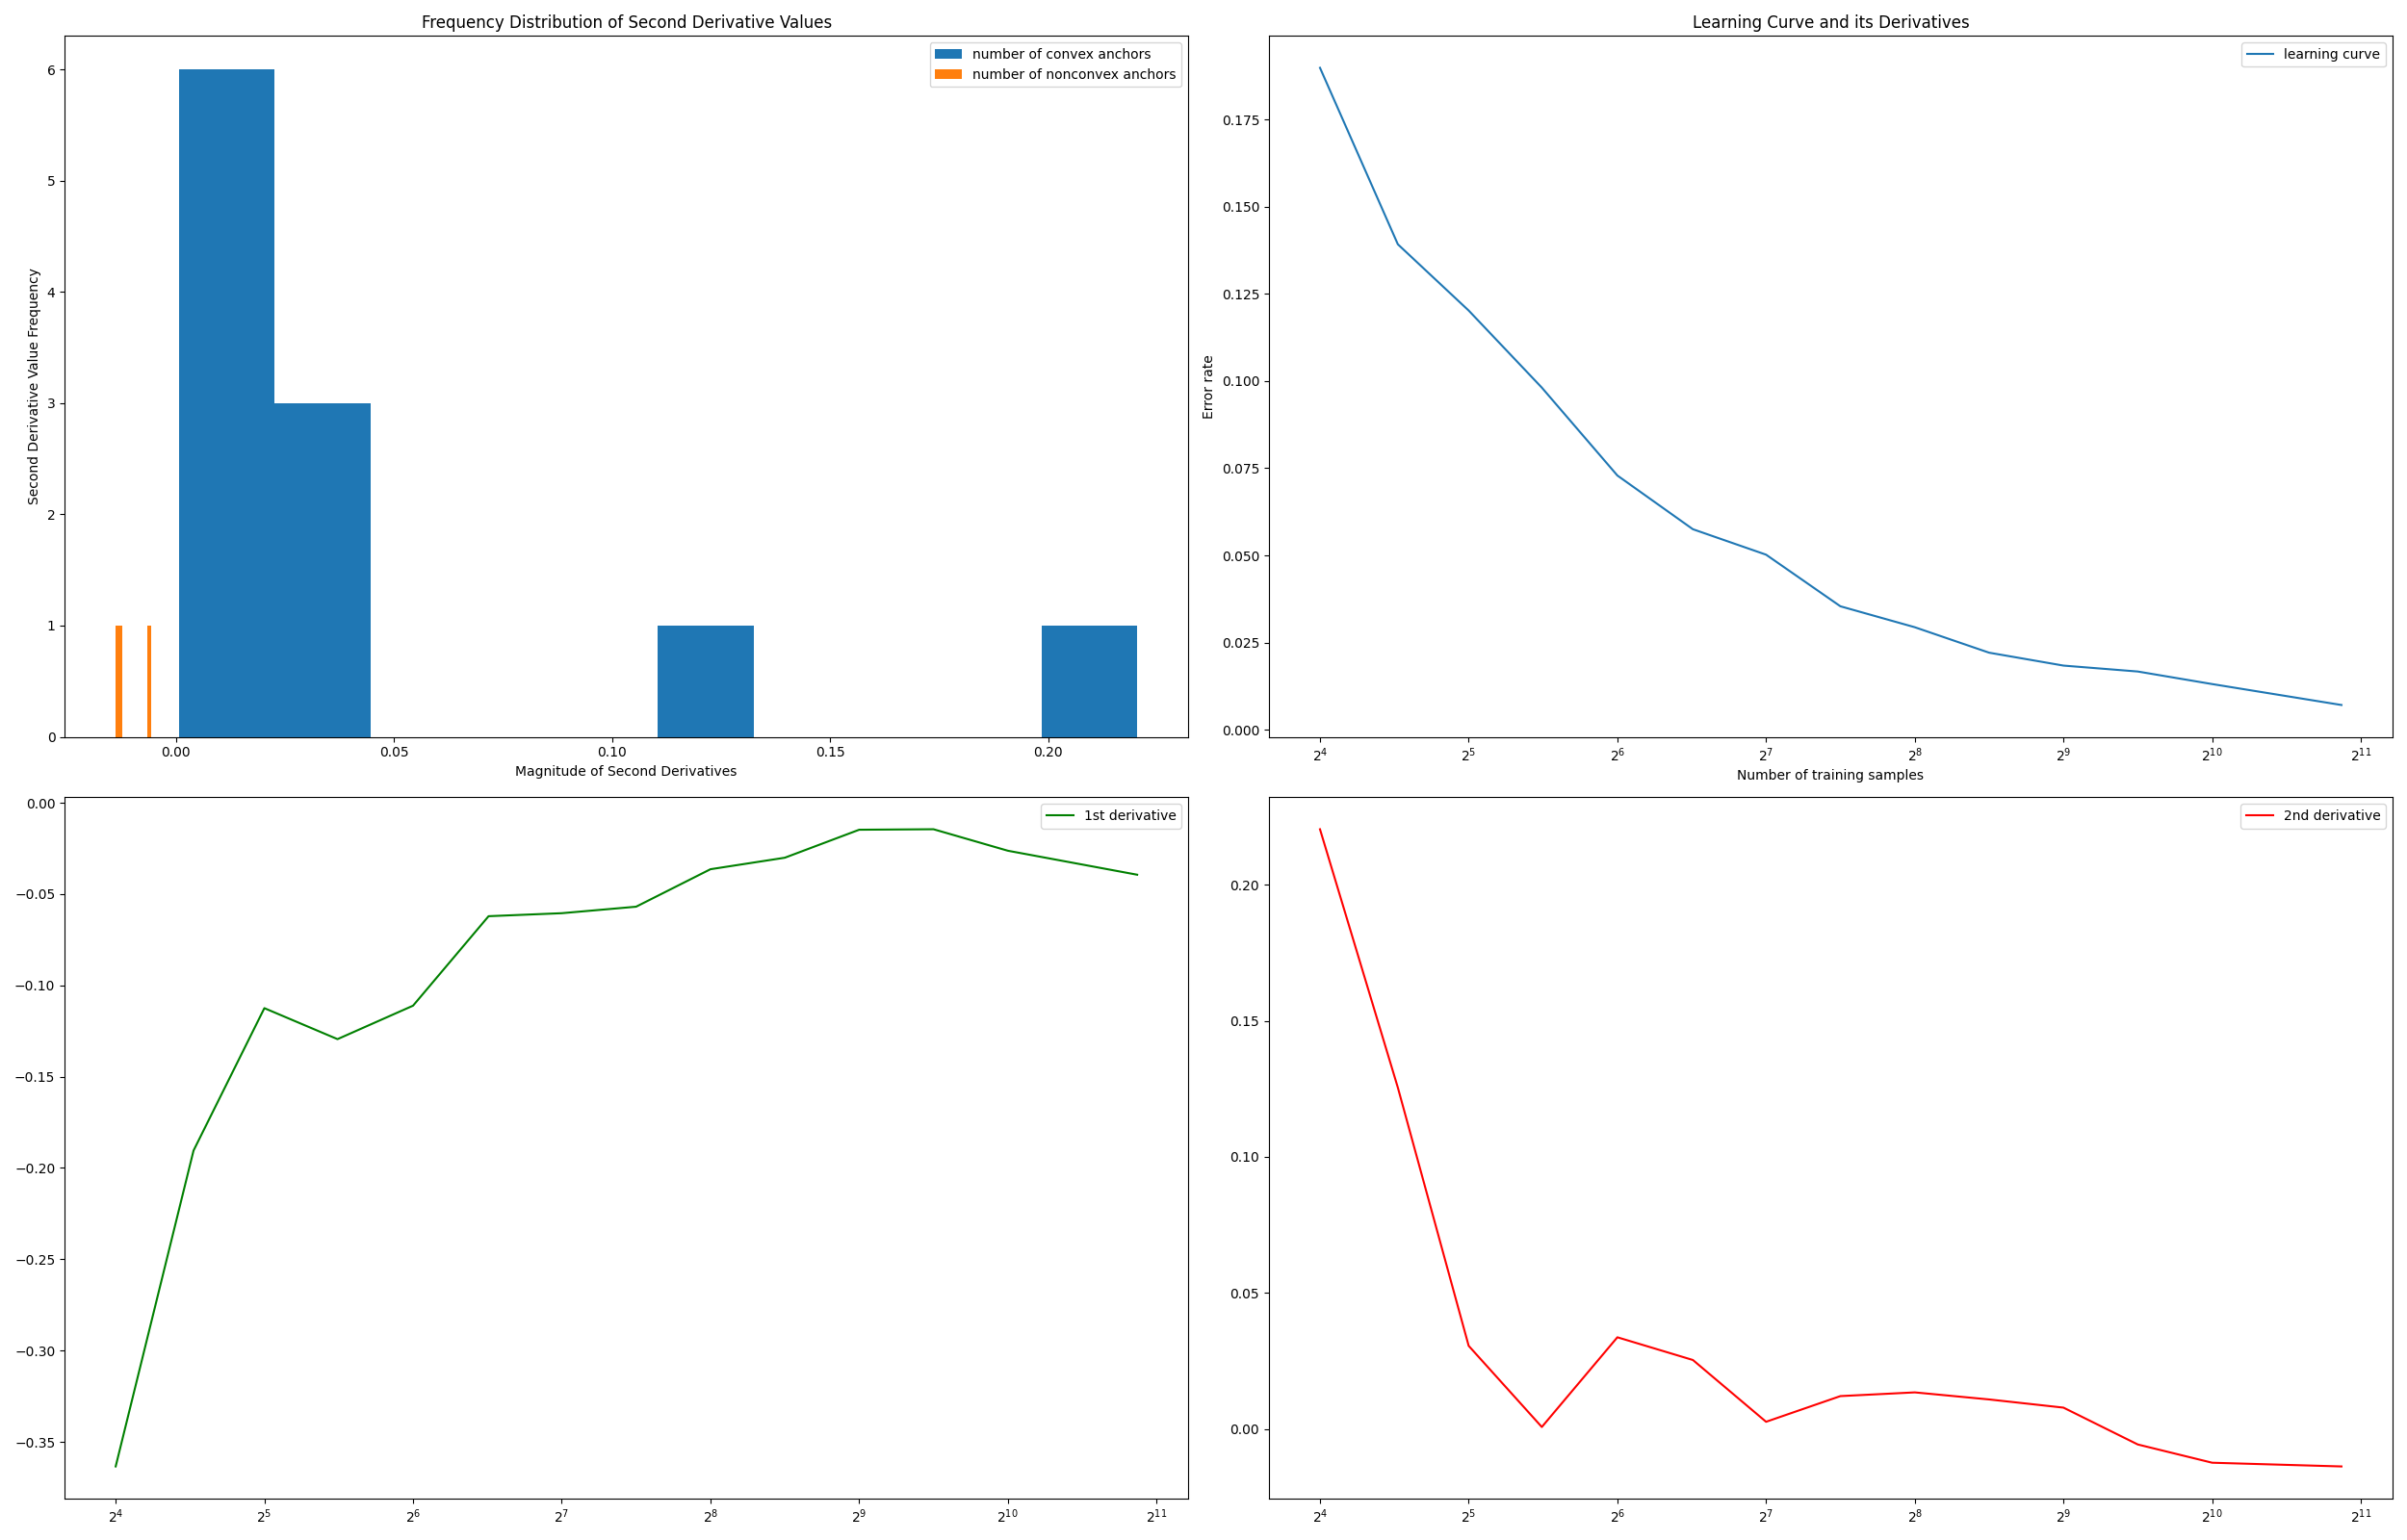 Frequency Distribution of Second Derivative Values
number of convex anchors
number of nonconvex anchors
Second Derivative Value Frequency
6
5
4
3
2
1
0
0.00 0.05 0.10 0.15 0.20
Magnitude of Second Derivatives
Learning Curve and its Derivatives
learning curve
Error rate
0.175
0.150
0.125
0.100
0.075
0.050
0.025
0.000
2⁴ 2⁵ 2⁶ 2⁷ 2⁸ 2⁹ 2¹⁰ 2¹¹
Number of training samples
1st derivative
0.00
−0.05
−0.10
−0.15
−0.20
−0.25
−0.30
−0.35
2⁴ 2⁵ 2⁶ 2⁷ 2⁸ 2⁹ 2¹⁰ 2¹¹
2nd derivative
0.20
0.15
0.10
0.05
0.00
2⁴ 2⁵ 2⁶ 2⁷ 2⁸ 2⁹ 2¹⁰ 2¹¹